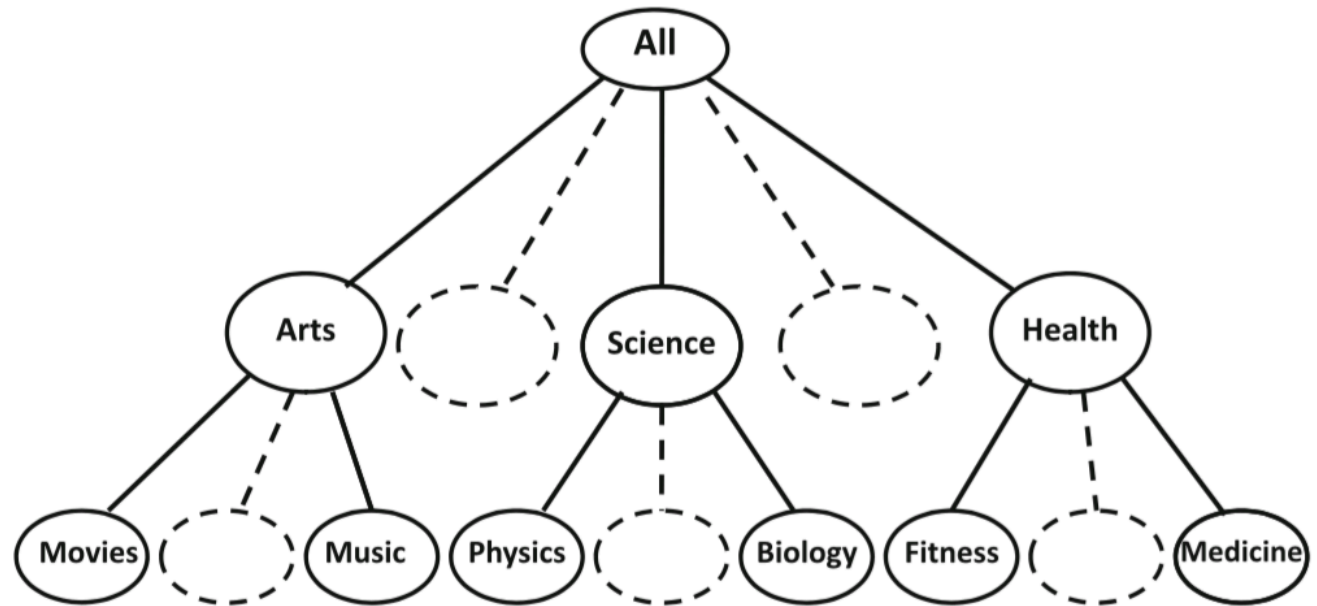 All
Arts
Science
Health
Movies
Music
Physics
Biology
Fitness
Medicine